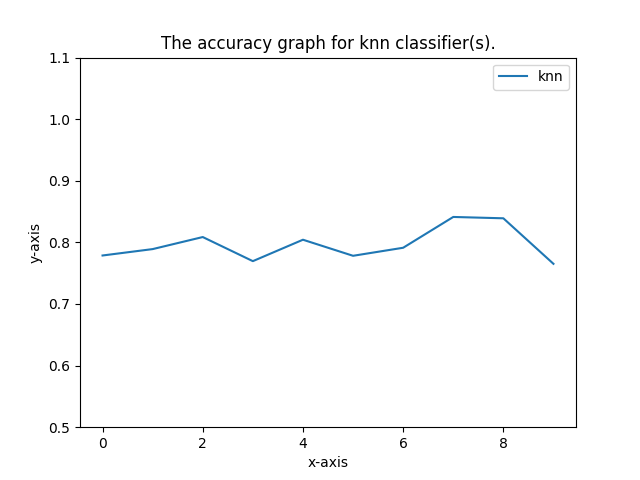 The accuracy graph for knn classifier(s).
knn
1.1
1.0
0.9
0.8
0.7
0.6
0.5
y-axis
0 2 4 6 8
x-axis